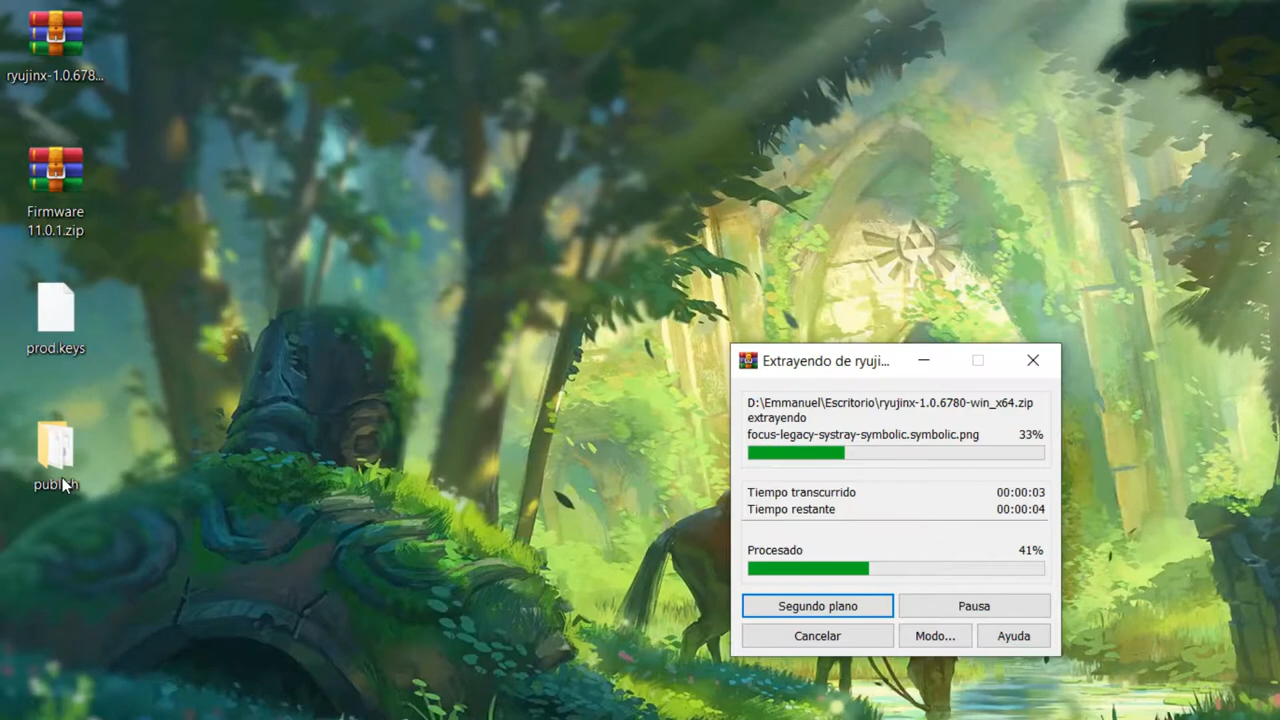 ryujinx-1.0.678...
Firmware
11.0.1.zip
prod.keys
publish
Extrayendo de ryuji...
D:\Emmanuel\Escritorio\ryujinx-1.0.6780-win_x64.zip
extrayendo
focus-legacy-systray-symbolic.symbolic.png 33%
Tiempo transcurrido 00:00:03
Tiempo restante 00:00:04
Procesado 41%
Segundo plano Pausa
Cancelar Modo... Ayuda